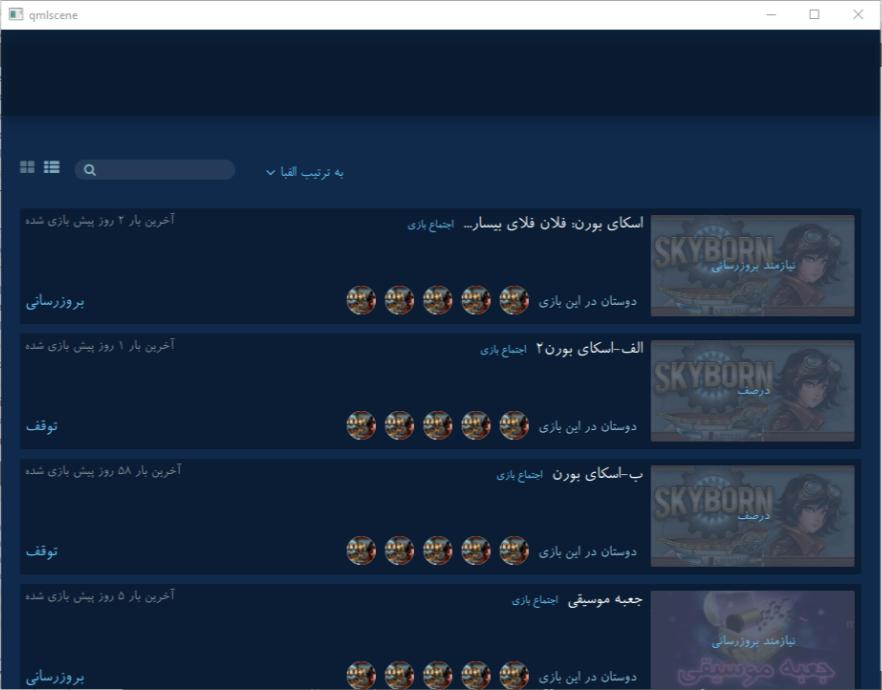 qmlscene
به ترتیب الفبا
اسکای بورن: فلان فلای بیسار... اجتماع بازی
آخرین بار ۲ روز پیش بازی شده
SKYBORN
نیازمند بروزرسانی
دوستان در این بازی
بروزرسانی
الف-اسکای بورن۲ اجتماع بازی
آخرین بار ۱ روز پیش بازی شده
SKYBORN
درصف
دوستان در این بازی
توقف
ب-اسکای بورن اجتماع بازی
آخرین بار ۵۸ روز پیش بازی شده
SKYBORN
درصف
دوستان در این بازی
توقف
جعبه موسیقی اجتماع بازی
آخرین بار ۵ روز پیش بازی شده
نیازمند بروزرسانی
جعبه موسیقی
دوستان در این بازی
بروزرسانی